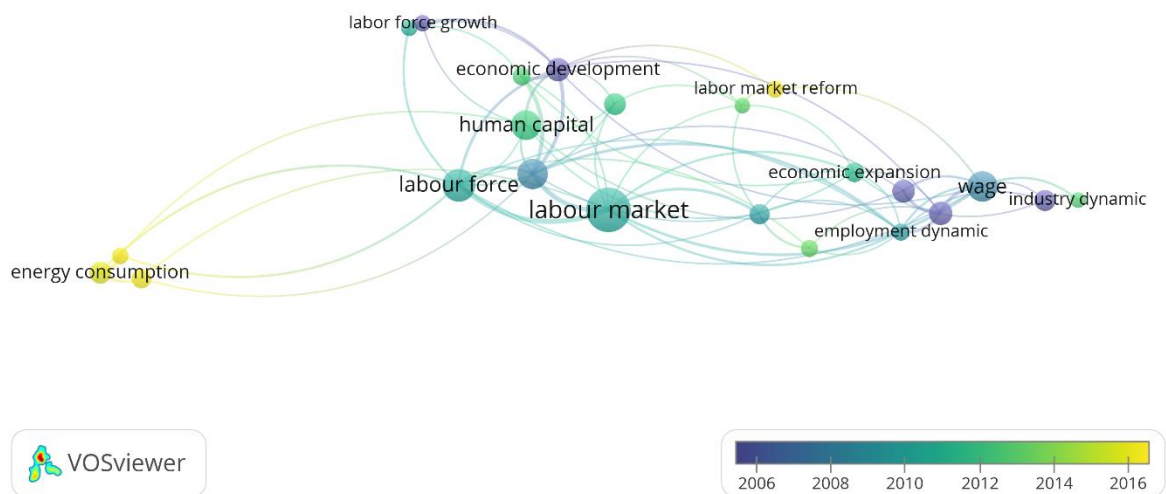 labor force growth
economic development
labor market reform
human capital
economic expansion
labour force
wage
industry dynamic
labour market
employment dynamic
energy consumption
VOSviewer
2006 2008 2010 2012 2014 2016